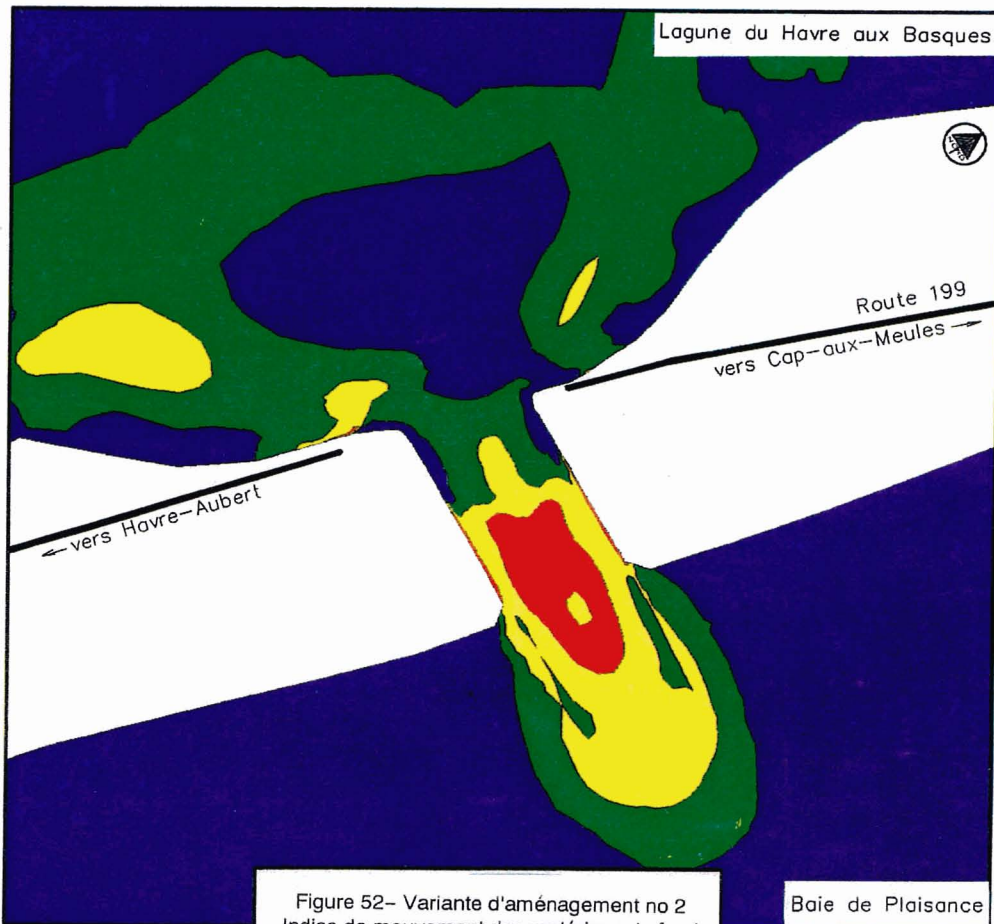 Lagune du Havre aux Basques
Route 199
vers Cap-aux-Meules →
← vers Havre-Aubert
Figure 52– Variante d'aménagement no 2
Baie de Plaisance